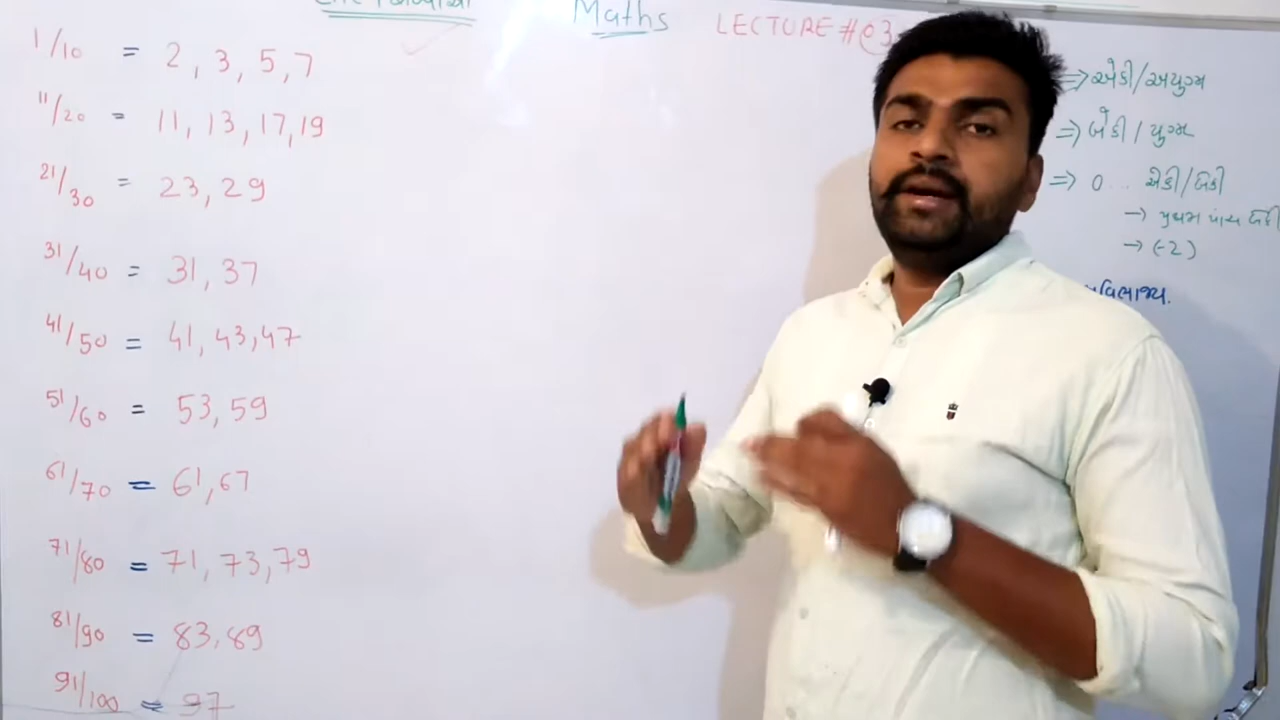 Maths LECTURE #03
1/10 = 2, 3, 5, 7
11/20 = 11, 13, 17, 19
21/30 = 23, 29
31/40 = 31, 37
41/50 = 41, 43, 47
51/60 = 53, 59
61/70 = 61, 67
71/80 = 71, 73, 79
81/90 = 83, 89
91/100 = 97
⇒ એકી/અયુગ્મ
⇒ બેકી/યુગ્મ
⇒ 0... એકી/બેકી
→ પ્રથમ પાંચ બેકી
→ (-2)